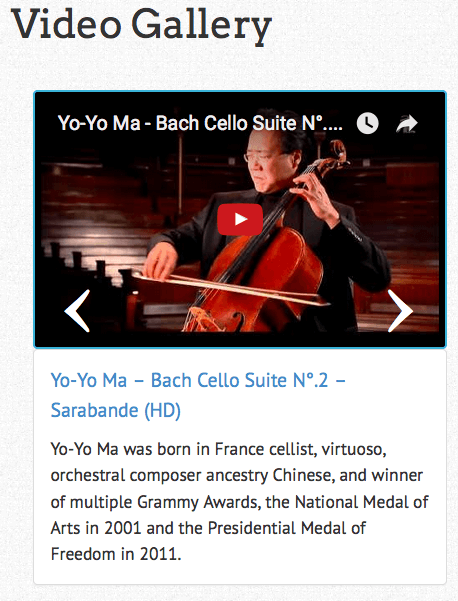 Video Gallery
Yo-Yo Ma - Bach Cello Suite N°....
Yo-Yo Ma – Bach Cello Suite N°.2 –
Sarabande (HD)
Yo-Yo Ma was born in France cellist, virtuoso,
orchestral composer ancestry Chinese, and winner
of multiple Grammy Awards, the National Medal of
Arts in 2001 and the Presidential Medal of
Freedom in 2011.